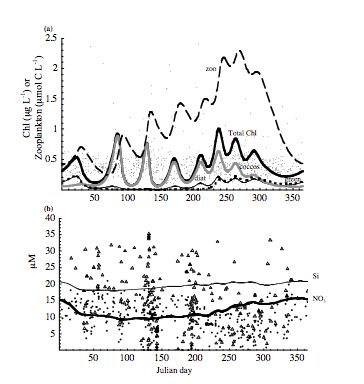 (a)
2.5
2
1.5
1
0.5
Chl (µg L⁻¹) or
Zooplankton (µmol C L⁻¹)
zoo
Total Chl
coccos
diat
green
50 100 150 200 250 300 350
(b)
40
35
30
25
20
15
10
5
µM
Si
NO₃
50 100 150 200 250 300 350
Julian day